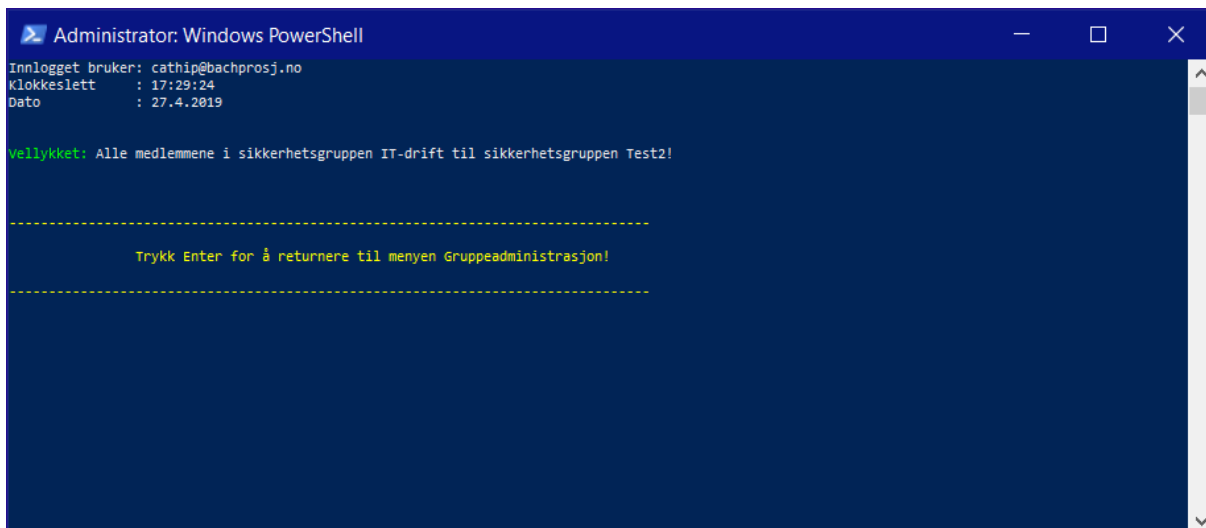 Administrator: Windows PowerShell
Innlogget bruker: cathip@bachprosj.no
Klokkeslett : 17:29:24
Dato : 27.4.2019
Vellykket: Alle medlemmene i sikkerhetsgruppen IT-drift til sikkerhetsgruppen Test2!
--------------------------------------------------------------------------------
Trykk Enter for å returnere til menyen Gruppeadministrasjon!
--------------------------------------------------------------------------------